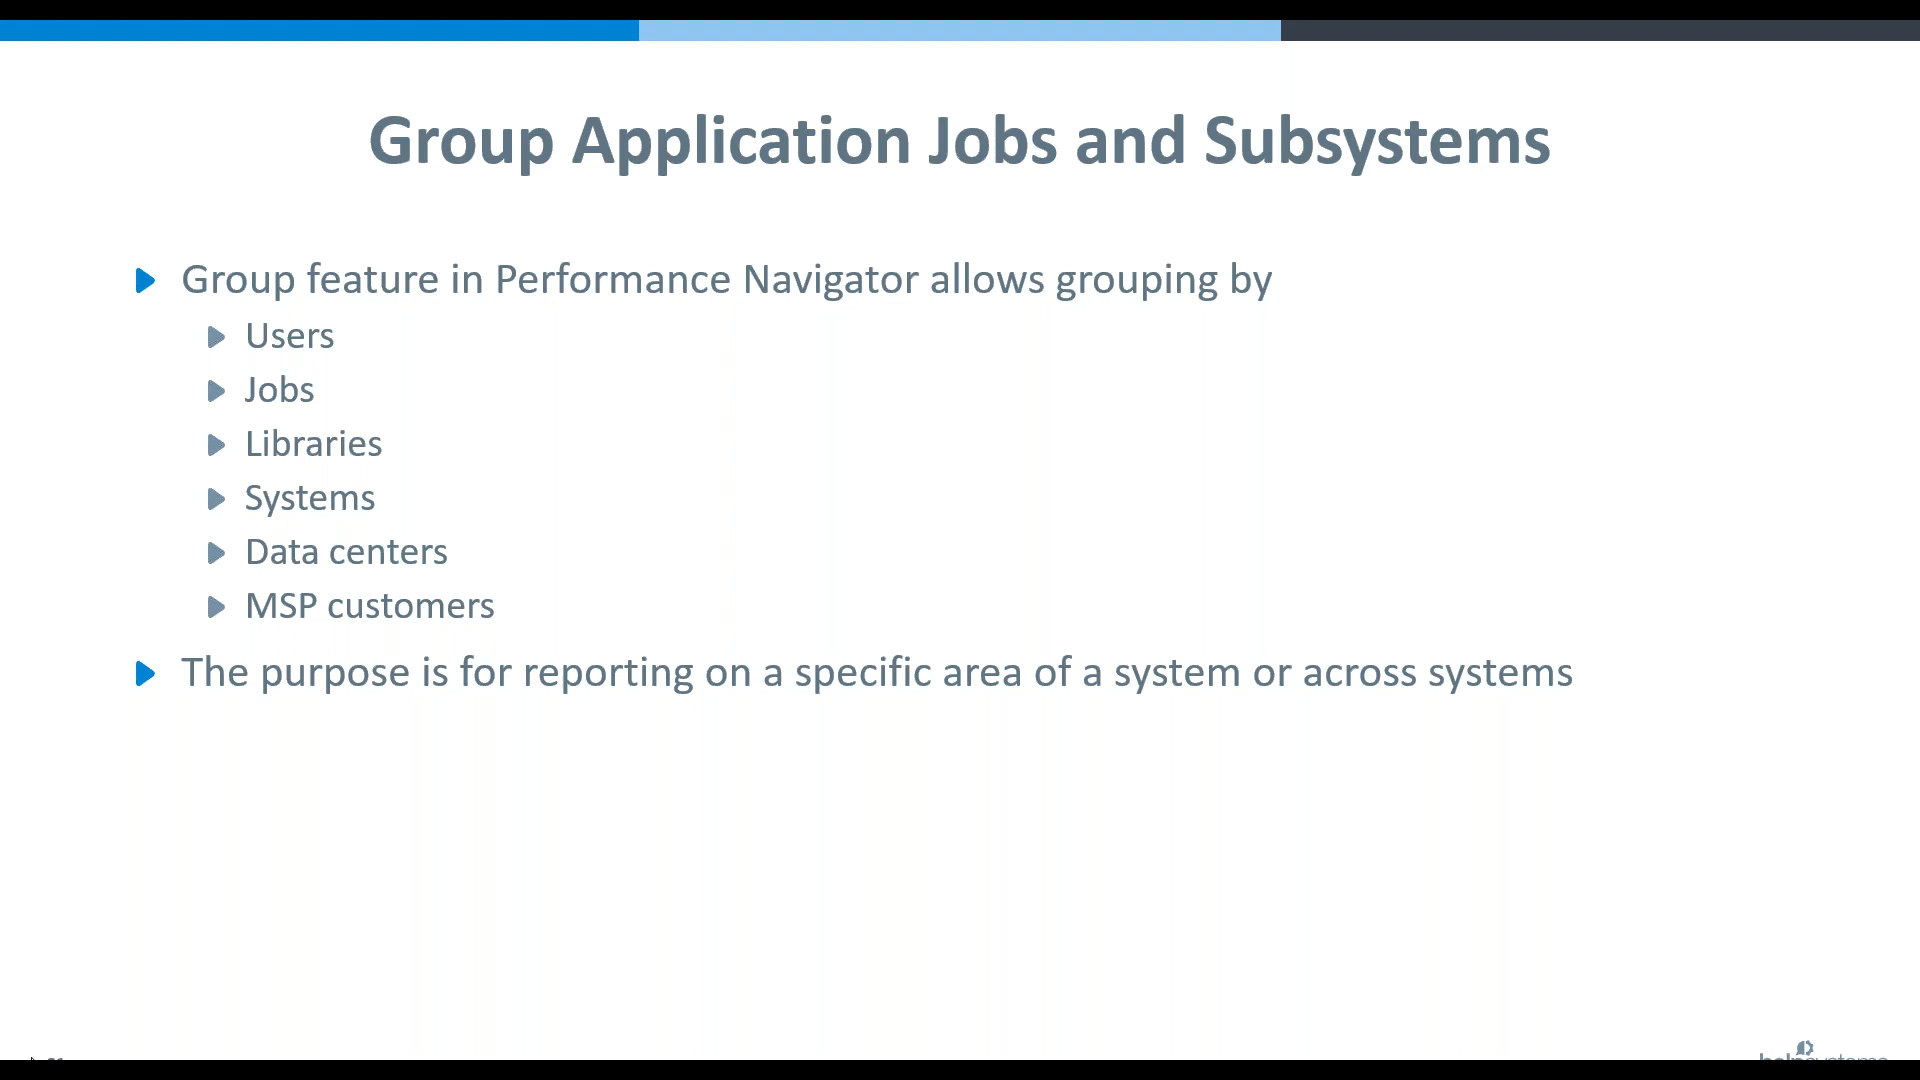 Group Application Jobs and Subsystems
Group feature in Performance Navigator allows grouping by
Users
Jobs
Libraries
Systems
Data centers
MSP customers
The purpose is for reporting on a specific area of a system or across systems